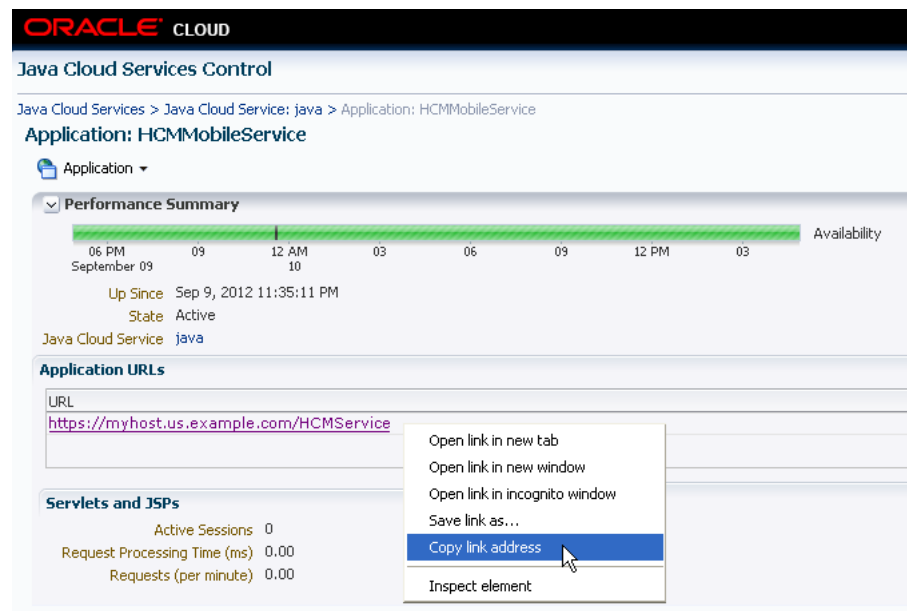 ORACLE CLOUD
Java Cloud Services Control
Java Cloud Services > Java Cloud Service: java > Application: HCMMobileService
Application: HCMMobileService
Application
Performance Summary
Availability
06 PM 09 12 AM 03 06 09 12 PM 03
September 09 10
Up Since Sep 9, 2012 11:35:11 PM
State Active
Java Cloud Service java
Application URLs
URL
https://myhost.us.example.com/HCMService
Open link in new tab
Open link in new window
Open link in incognito window
Save link as...
Copy link address
Inspect element
Servlets and JSPs
Active Sessions 0
Request Processing Time (ms) 0.00
Requests (per minute) 0.00